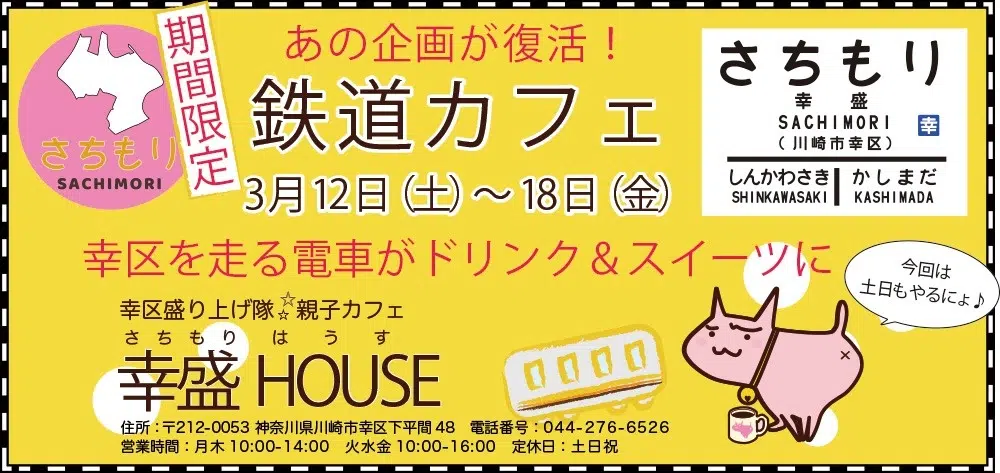 さちもり
SACHIMORI
期間限定
あの企画が復活！
鉄道カフェ
3月12日（土）～18日（金）
さちもり
幸 盛
SACHIMORI
幸
（川崎市幸区）
しんかわさき かしまだ
SHINKAWASAKI KASHIMADA
幸区を走る電車がドリンク＆スイーツに
今回は
土日もやるにょ♪
幸区盛り上げ隊☆☆親子カフェ
さちもりはうす
幸盛 HOUSE
住所：〒212-0053 神奈川県川崎市幸区下平間 48 電話番号：044-276-6526
営業時間：月木 10:00-14:00 火水金 10:00-16:00 定休日：土日祝